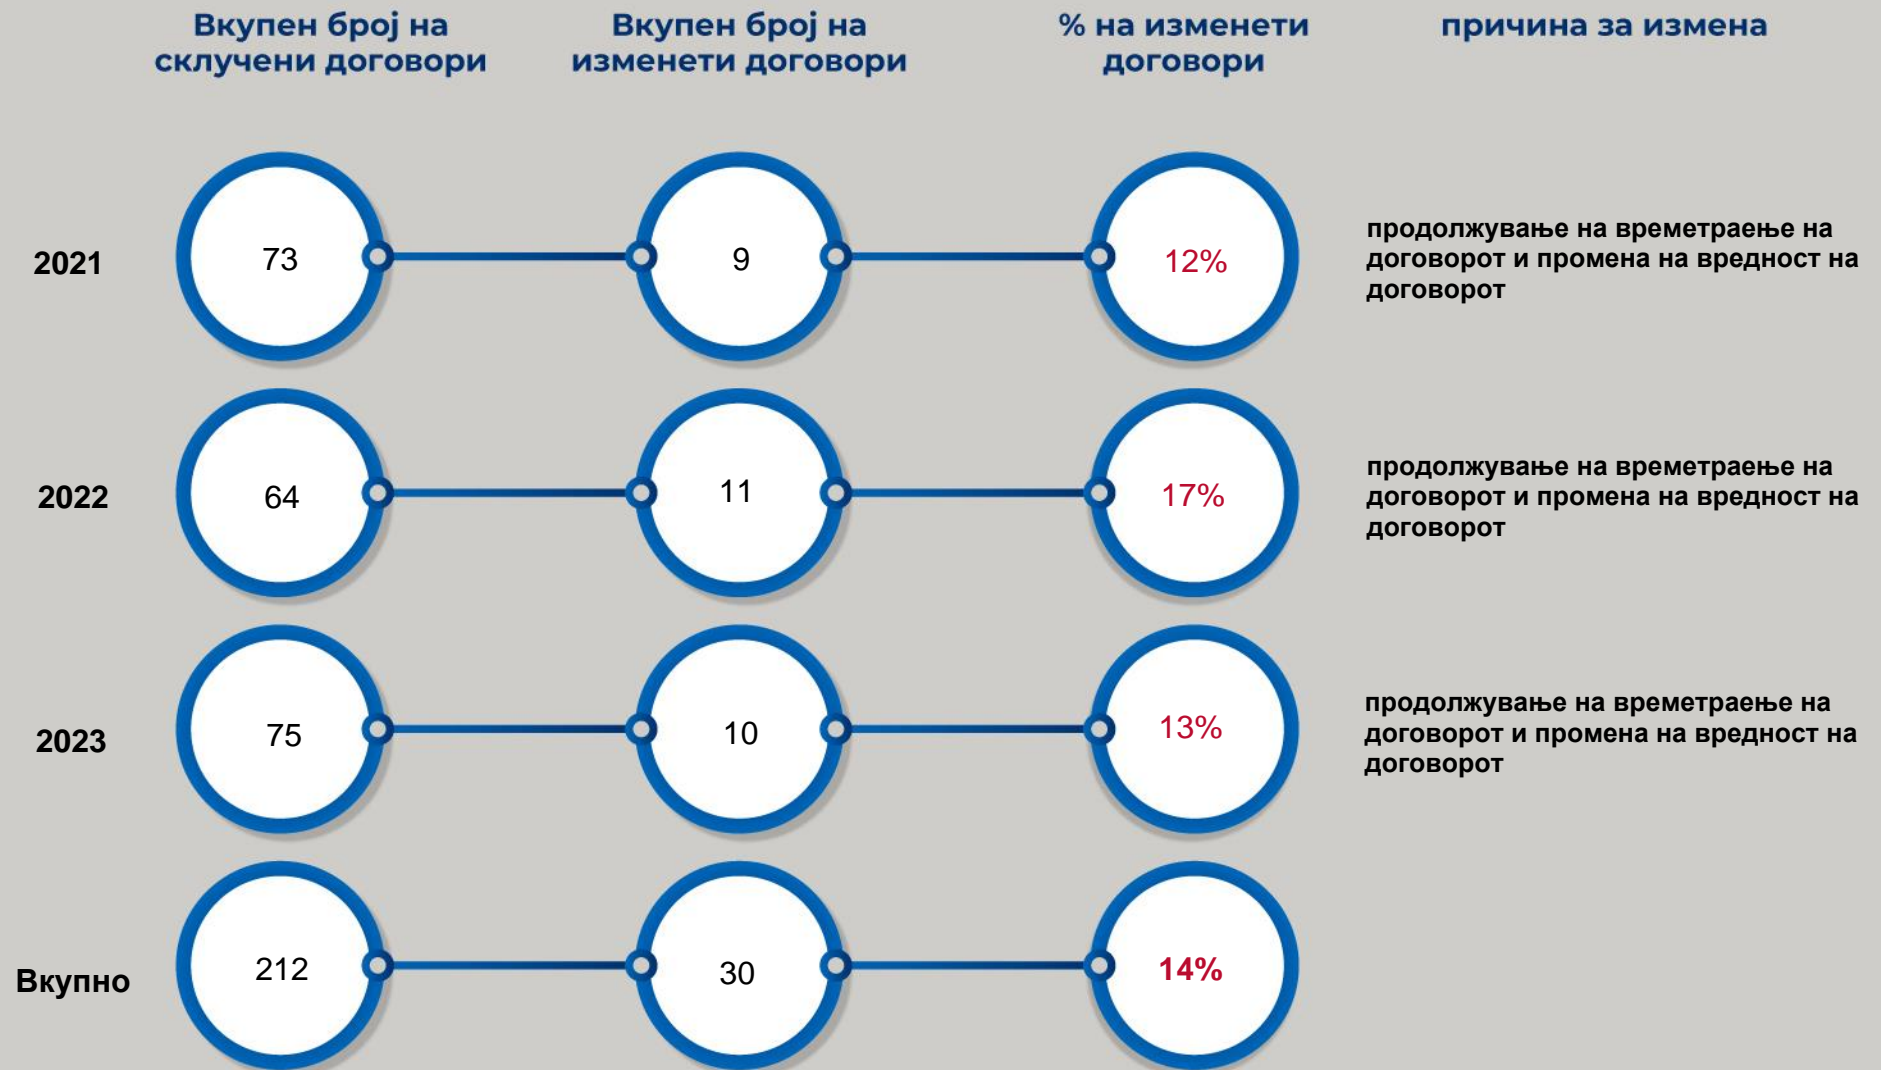 Вкупен број на
склучени договори
Вкупен број на
изменети договори
% на изменети
договори
причина за измена
2021
73
9
12%
продолжување на времетраење на
договорот и промена на вредност на
договорот
2022
64
11
17%
продолжување на времетраење на
договорот и промена на вредност на
договорот
2023
75
10
13%
продолжување на времетраење на
договорот и промена на вредност на
договорот
Вкупно
212
30
14%